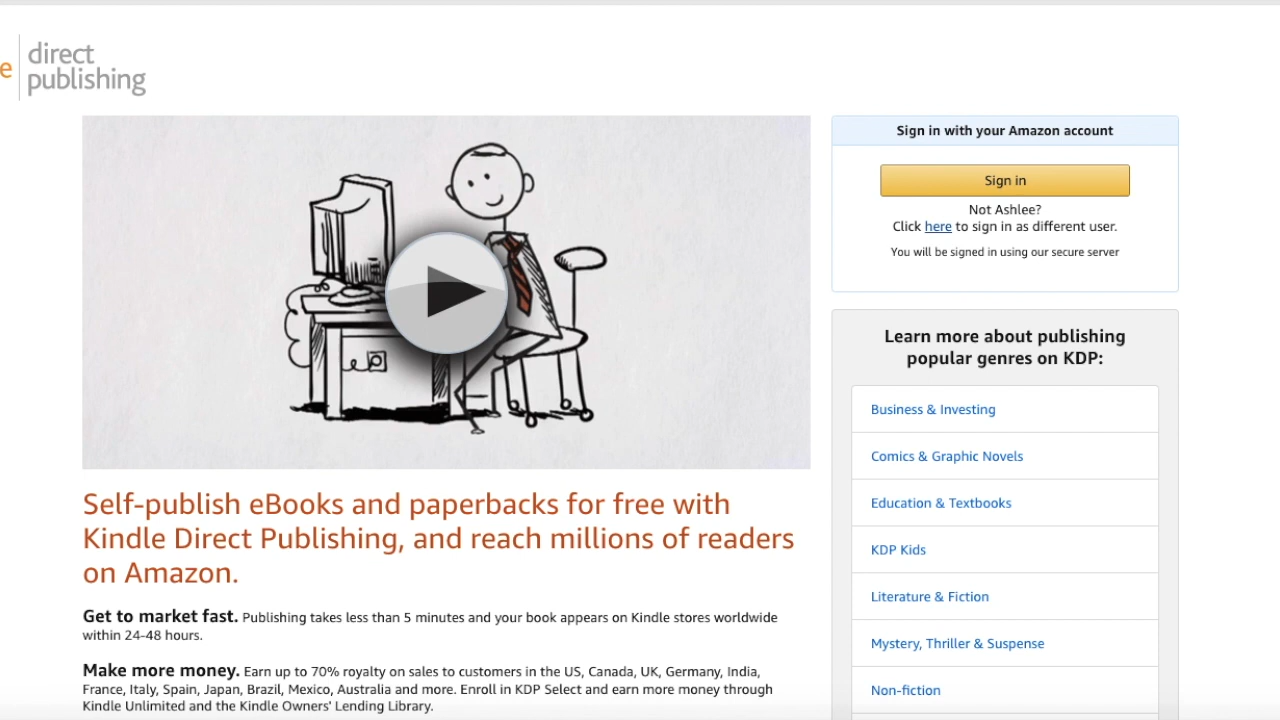 e
direct
publishing
Sign in with your Amazon account
Sign in
Not Ashlee?
Click here to sign in as different user.
You will be signed in using our secure server
Self-publish eBooks and paperbacks for free with
Kindle Direct Publishing, and reach millions of readers
on Amazon.
Get to market fast. Publishing takes less than 5 minutes and your book appears on Kindle stores worldwide
within 24-48 hours.
Make more money. Earn up to 70% royalty on sales to customers in the US, Canada, UK, Germany, India,
France, Italy, Spain, Japan, Brazil, Mexico, Australia and more. Enroll in KDP Select and earn more money through
Kindle Unlimited and the Kindle Owners' Lending Library.
Learn more about publishing
popular genres on KDP:
Business & Investing
Comics & Graphic Novels
Education & Textbooks
KDP Kids
Literature & Fiction
Mystery, Thriller & Suspense
Non-fiction